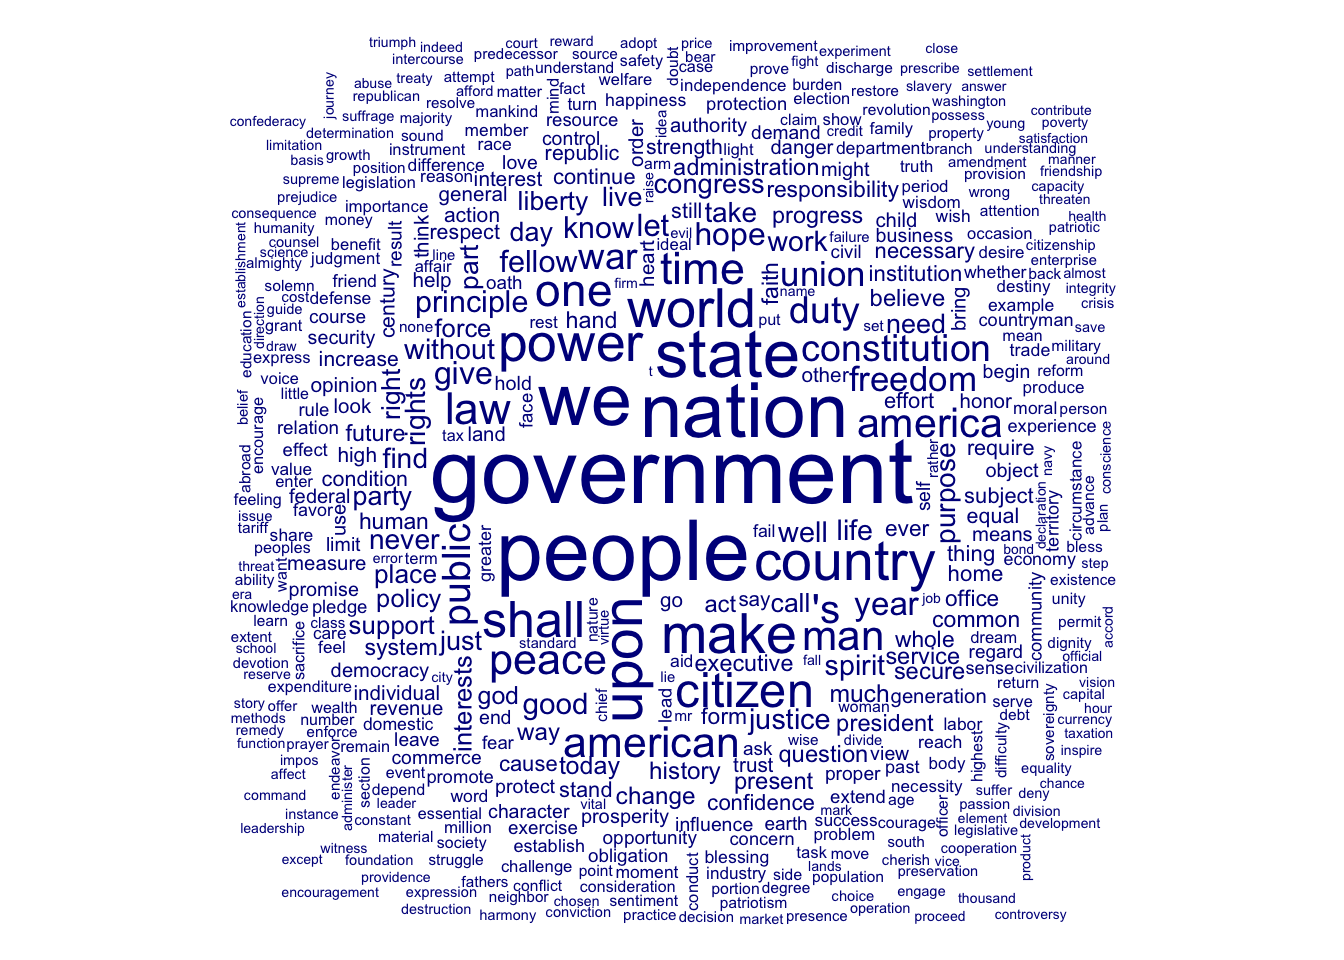 triumph indeed court reward adopt price improvement experiment close
intercourse predecessor source safety bear fight
treaty attempt path understand doubt case prove discharge prescribe settlement
journey abuse afford matter fact welfare independence burden restore slavery answer
republican resolve mankind mind turn happiness protection election revolution possess washington
confederacy suffrage majority member resource idea authority claim show credit family property young contribute poverty
limitation determination sound instrument race control order strength light demand danger department branch understanding satisfaction
basis growth position difference love republic arm administration might truth amendment manner friendship
supreme legislation reason interest continue raise congress responsibility period provision wrong capacity threaten
prejudice importance general liberty live still take progress child wisdom wish attention health
consequence money action respect day know let evil hope work failure business occasion patriotic
humanity counsel benefit result think line fellow war ideal heart civil necessary desire citizenship
establishment science almighty judgment affair part time faith union institution whether back almost enterprise
solemn friend help oath firm name destiny integrity
cost defense century principle one world duty believe bring example crisis
guide course none force rest hand put set need countryman save
education direction grant security without power state constitution mean trade military
draw express increase t around
voice opinion right give hold we nation other freedom begin reform produce
belief little rule look rights law face america effort honor moral person
encourage relation future tax land experience
abroad effect high find government rather purpose require navy circumstance conscience
value enter condition self object
feeling federal party subject declaration territory advance plan
issue favor use human public people country fail well life ever equal means
tariff share limit never greater thing bond economy bless step
peoples want measure error term home
threat ability promise place existence
era knowledge pledge policy shall upon nature virtue go act say call 's year job office community unity
learn class support make man common permit accord
extent care system just standard whole dream dignity
school sacrifice feel peace aid executive fall spirit service regard official
devotion democracy city lie citizen secure sense civilization
reserve expenditure individual interests god good chief lead much generation return vision
story offer wealth revenue end mr form woman justice president serve debt capital hour
methods number domestic way labor sovereignty currency
remedy enforce leave fear american ask wise divide question view reach highest difficulty taxation
function prayer remain commerce cause today history trust present proper past body inspire
impos endeavor event promote protect stand change necessity suffer equality
affect administer section depend word vital confidence extend age officer passion deny chance
command leader essential character prosperity mark element division
instance constant million exercise influence earth success courage legislative development
leadership material society establish opportunity concern problem south cooperation
witness obligation blessing task move cherish vice product
except foundation struggle challenge point moment conduct industry side lands population preservation
providence fathers conflict consideration portion degree choice engage
encouragement expression neighbor chosen sentiment patriotism operation thousand
destruction harmony conviction practice decision market presence proceed controversy